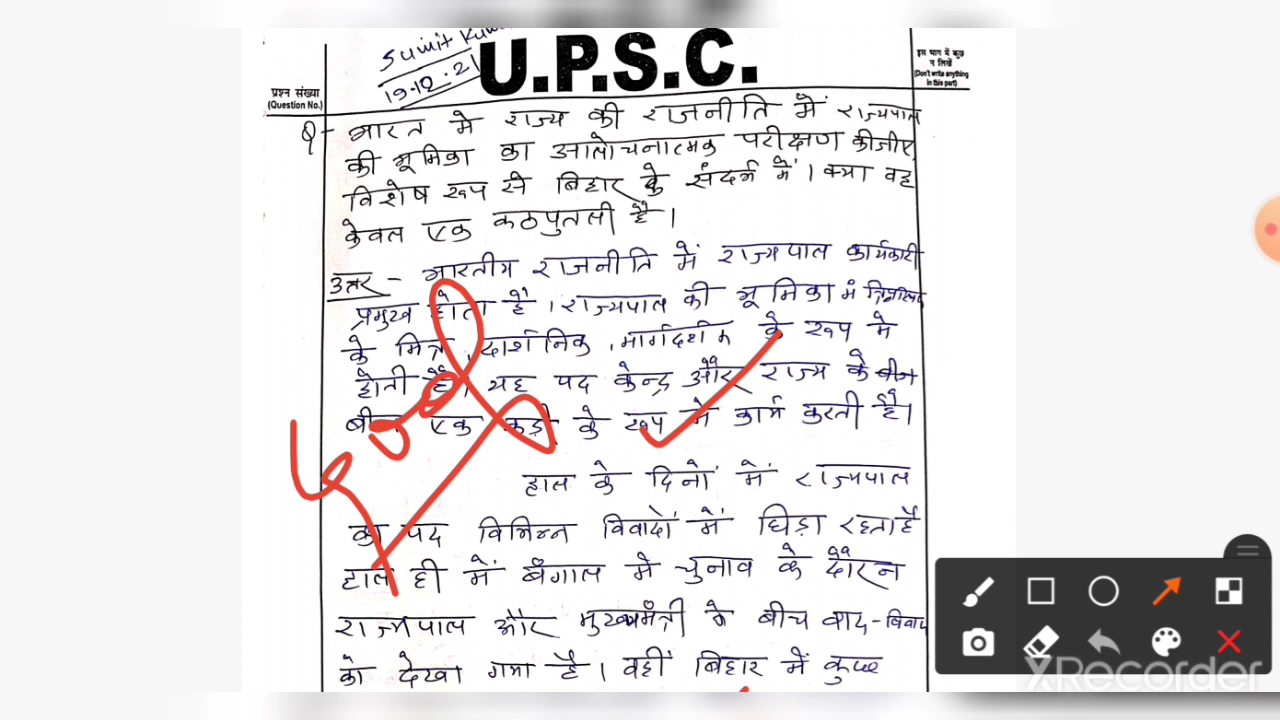 Sumit Kum
19.12.21
U.P.S.C.
इस भाग में कुछ
न लिखें
(Don't write anything
in this part)
प्रश्न संख्या
(Question No.)
Q- भारत मे राज्य की राजनीति में राज्यपाल
की भूमिका का आलोचनात्मक परीक्षण कीजीए
विशेष रूप से बिहार के संदर्भ में। क्या वह
केवल एक कठपुतली है।
उत्तर - भारतीय राजनीति में राज्यपाल कार्यकारी
प्रमुख होता है। राज्यपाल की भूमिका में
के मित्र, दार्शनिक, मार्गदर्शक के रूप मे
होती है। यह पद केन्द्र और राज्य के बीच
बीच एक कड़ी के रूप मे कार्य करती है।
Good
हाल के दिनों में राज्यपाल
का पद विभिन्न विवादों में घिड़ा रहता है
हाल ही में बंगाल मे चुनाव के दौरन
राज्यपाल और मुख्यमंत्री के बीच वाद-विवाद
को देखा गया है। वहीं बिहार में कुछ
XRecorder